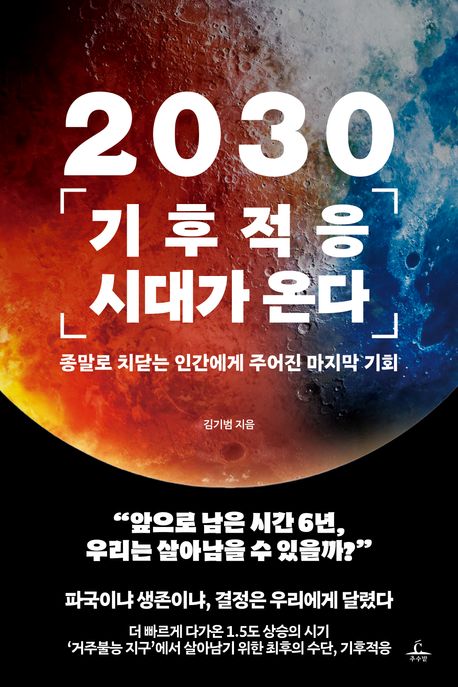 2030
기후적응
시대가 온다
종말로 치닫는 인간에게 주어진 마지막 기회
김기범 지음
“앞으로 남은 시간 6년,
우리는 살아남을 수 있을까?”
파국이냐 생존이냐, 결정은 우리에게 달렸다
더 빠르게 다가온 1.5도 상승의 시기
‘거주불능 지구’에서 살아남기 위한 최후의 수단, 기후적응
추수밭